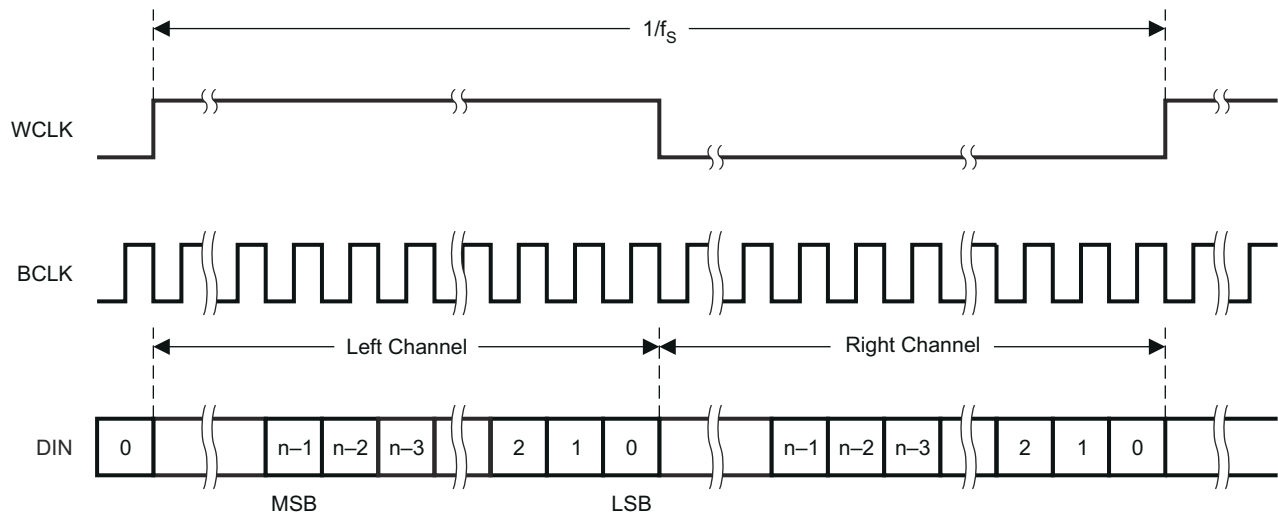 1/fS
WCLK
BCLK
Left Channel
Right Channel
DIN
0
n–1
n–2
n–3
2
1
0
n–1
n–2
n–3
2
1
0
MSB
LSB